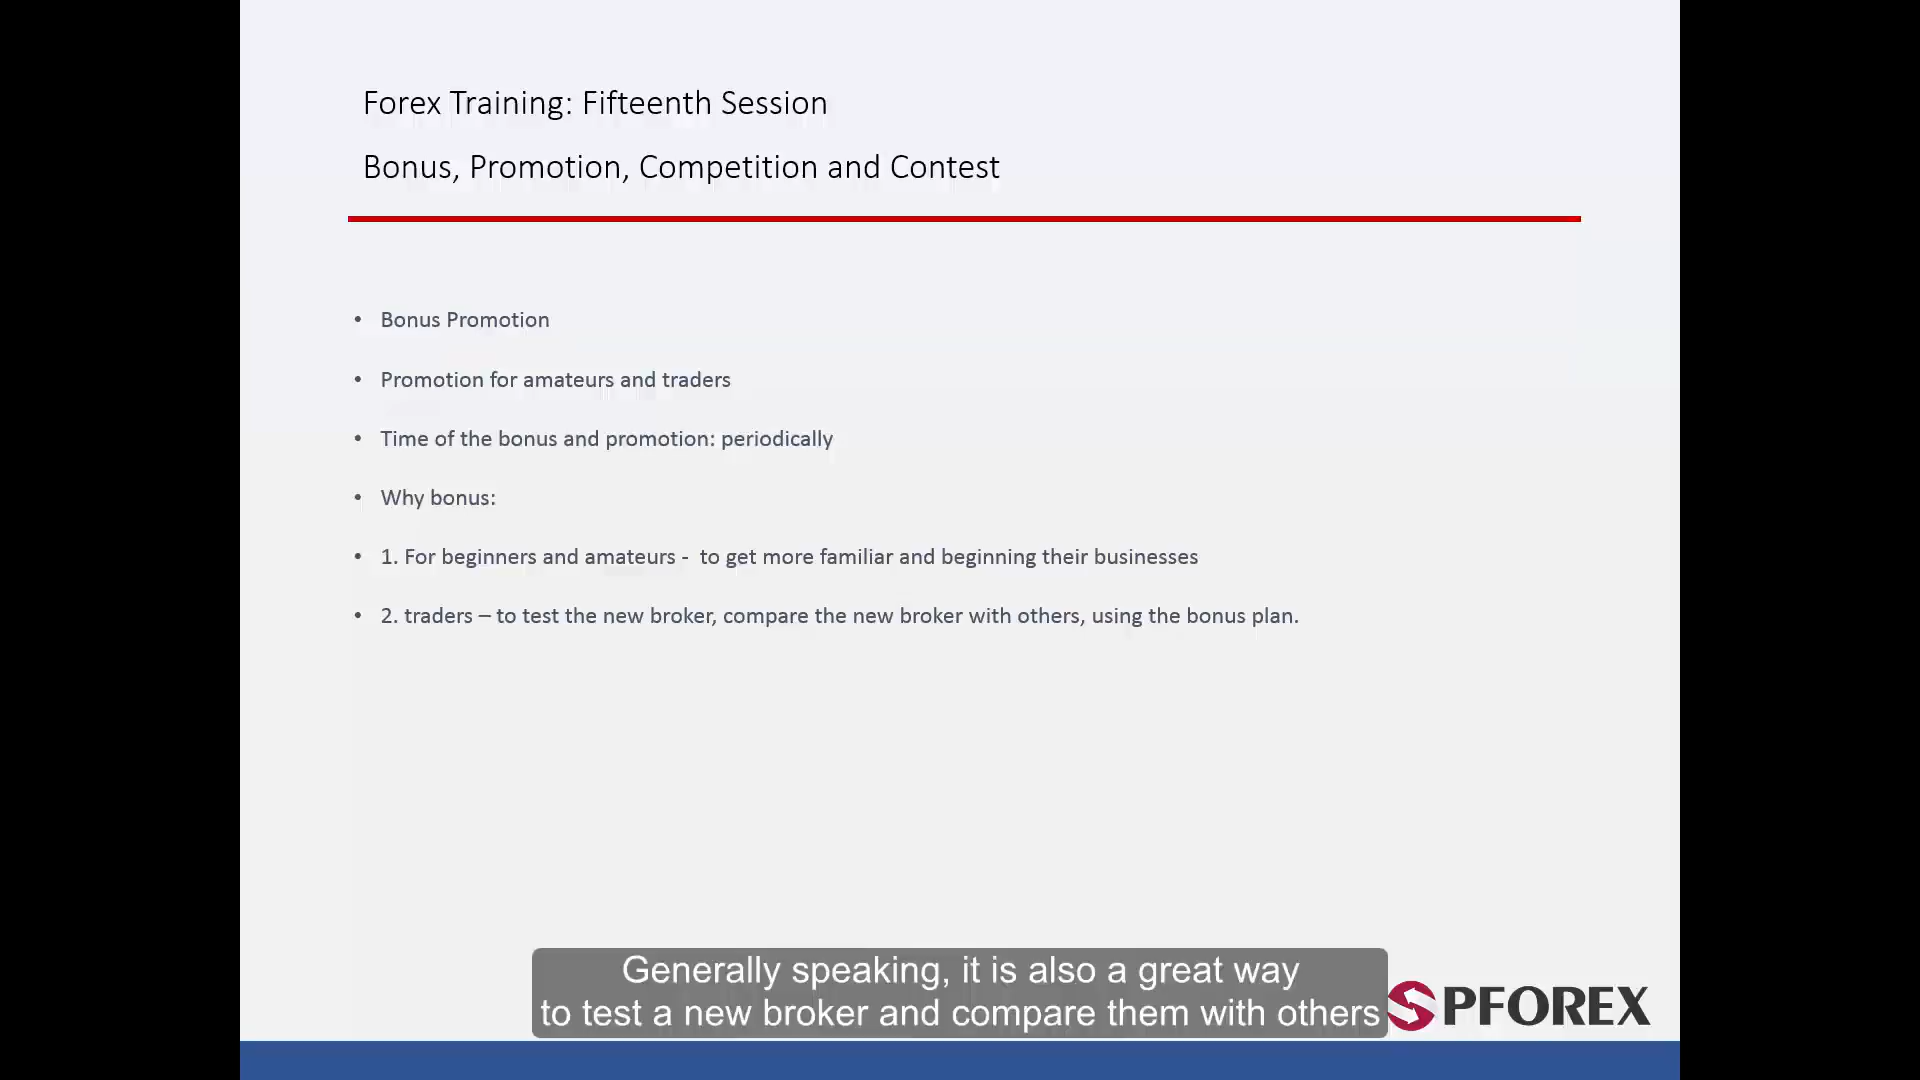 Forex Training: Fifteenth Session
Bonus, Promotion, Competition and Contest
• Bonus Promotion
• Promotion for amateurs and traders
• Time of the bonus and promotion: periodically
• Why bonus:
• 1. For beginners and amateurs -  to get more familiar and beginning their businesses
• 2. traders – to test the new broker, compare the new broker with others, using the bonus plan.
Generally speaking, it is also a great way
to test a new broker and compare them with others
PFOREX